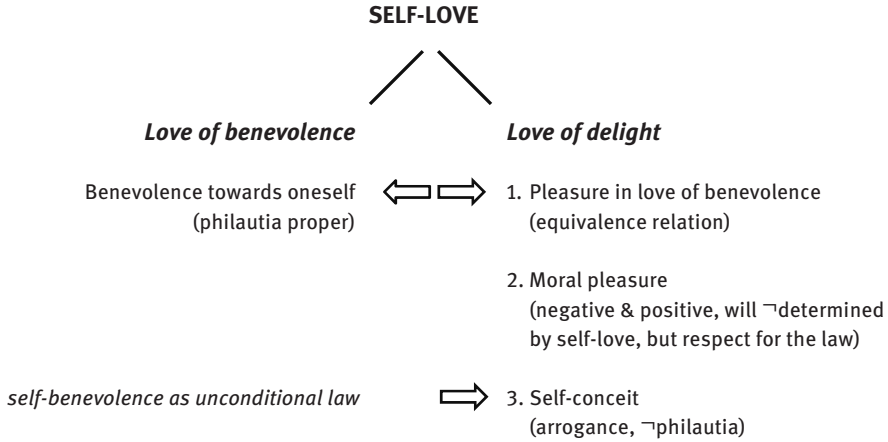 SELF-LOVE
Love of benevolence
Love of delight
Benevolence towards oneself
(philautia proper)
1. Pleasure in love of benevolence
(equivalence relation)
2. Moral pleasure
(negative & positive, will ¬determined
by self-love, but respect for the law)
self-benevolence as unconditional law
3. Self-conceit
(arrogance, ¬philautia)